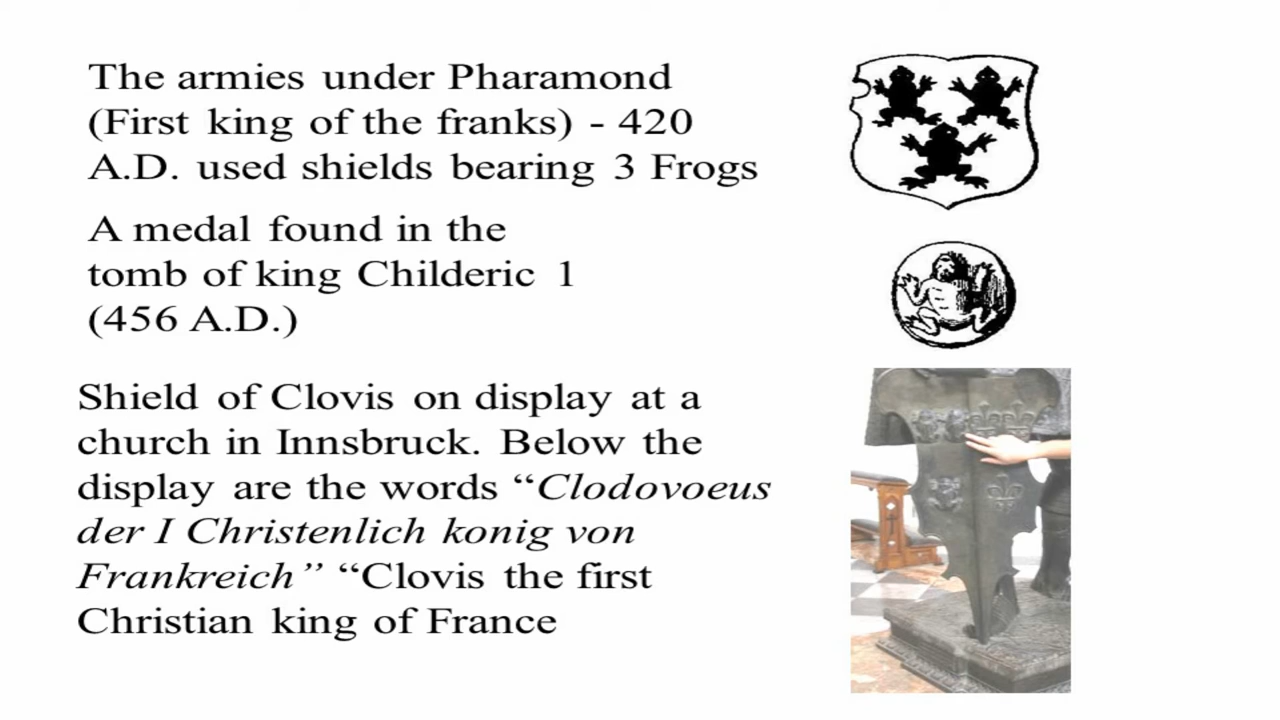 The armies under Pharamond
(First king of the franks) - 420
A.D. used shields bearing 3 Frogs
A medal found in the
tomb of king Childeric 1
(456 A.D.)
Shield of Clovis on display at a
church in Innsbruck. Below the
display are the words “Clodovoeus
der I Christenlich konig von
Frankreich” “Clovis the first
Christian king of France